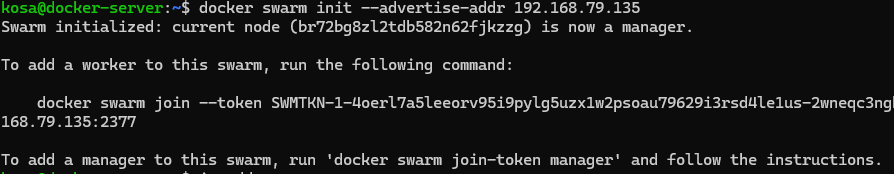 kosa@docker-server:~$ docker swarm init --advertise-addr 192.168.79.135
Swarm initialized: current node (br72bg8zl2tdb582n62fjkzzg) is now a manager.
To add a worker to this swarm, run the following command:
docker swarm join --token SWMTKN-1-4oerl7a5leeorv95i9pylg5uzx1w2psoau79629i3rsd4le1us-2wneqc3ng
168.79.135:2377
To add a manager to this swarm, run 'docker swarm join-token manager' and follow the instructions.